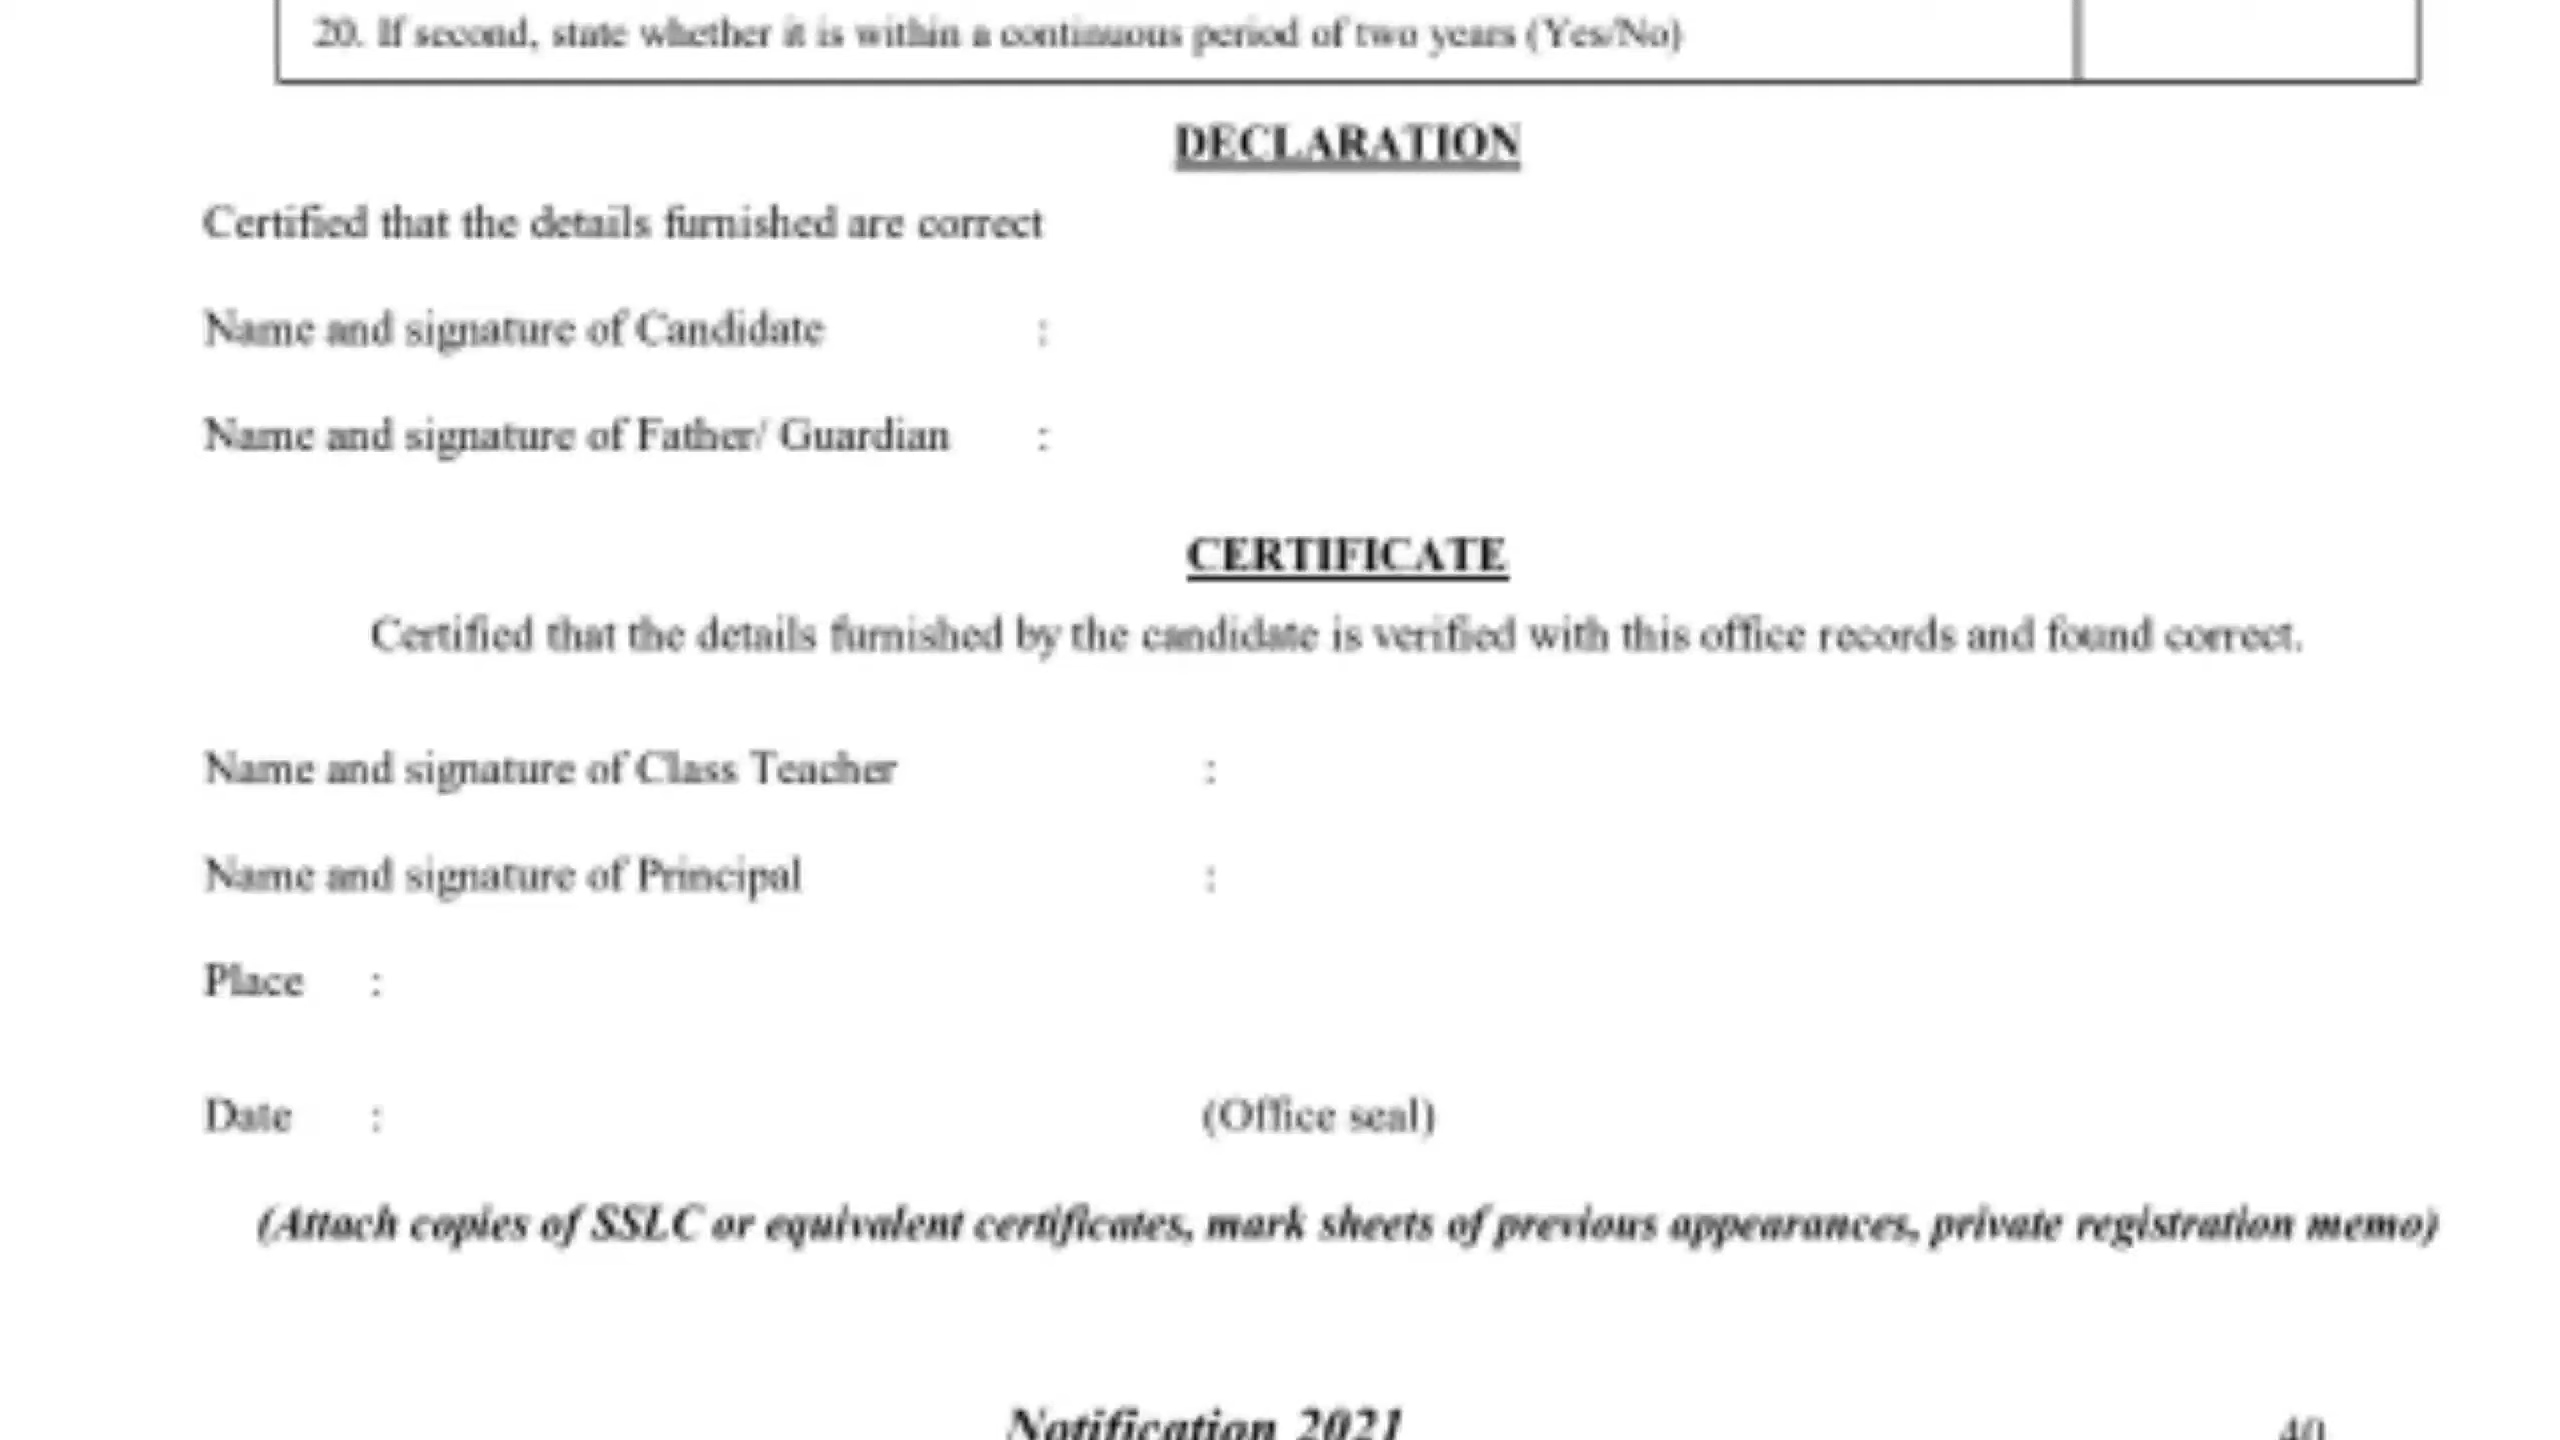 20. If second, state whether it is within a continuous period of two years (Yes/No)
DECLARATION
Certified that the details furnished are correct
Name and signature of Candidate :
Name and signature of Father/ Guardian :
CERTIFICATE
Certified that the details furnished by the candidate is verified with this office records and found correct.
Name and signature of Class Teacher :
Name and signature of Principal :
Place :
Date : (Office seal)
(Attach copies of SSLC or equivalent certificates, mark sheets of previous appearances, private registration memo)
Notification 2021 40